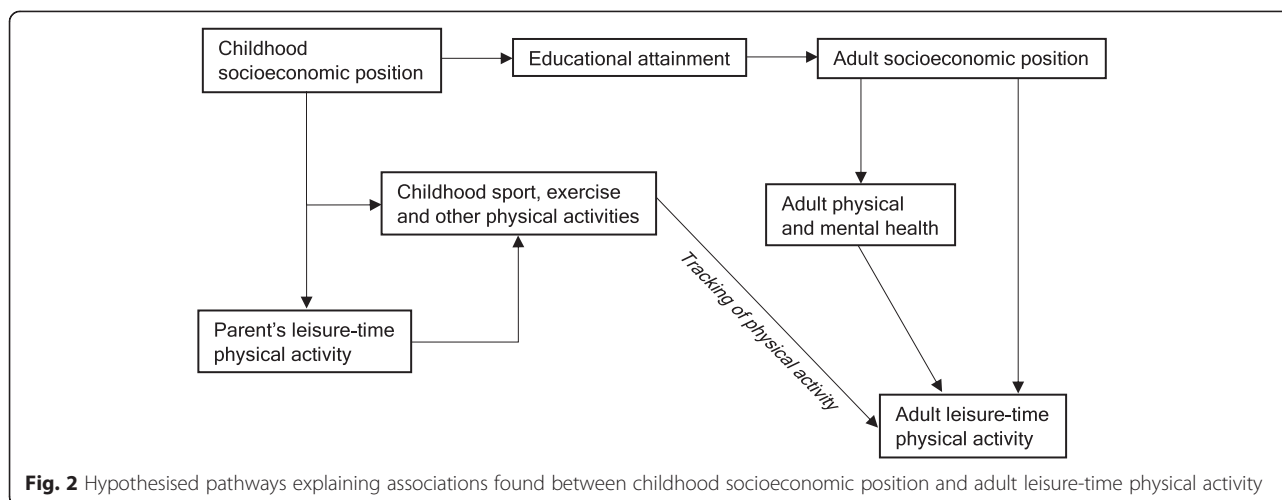 Childhood
socioeconomic position
Educational attainment
Adult socioeconomic position
Childhood sport, exercise
and other physical activities
Adult physical
and mental health
Tracking of physical activity
Parent's leisure-time
physical activity
Adult leisure-time
physical activity
Fig. 2 Hypothesised pathways explaining associations found between childhood socioeconomic position and adult leisure-time physical activity